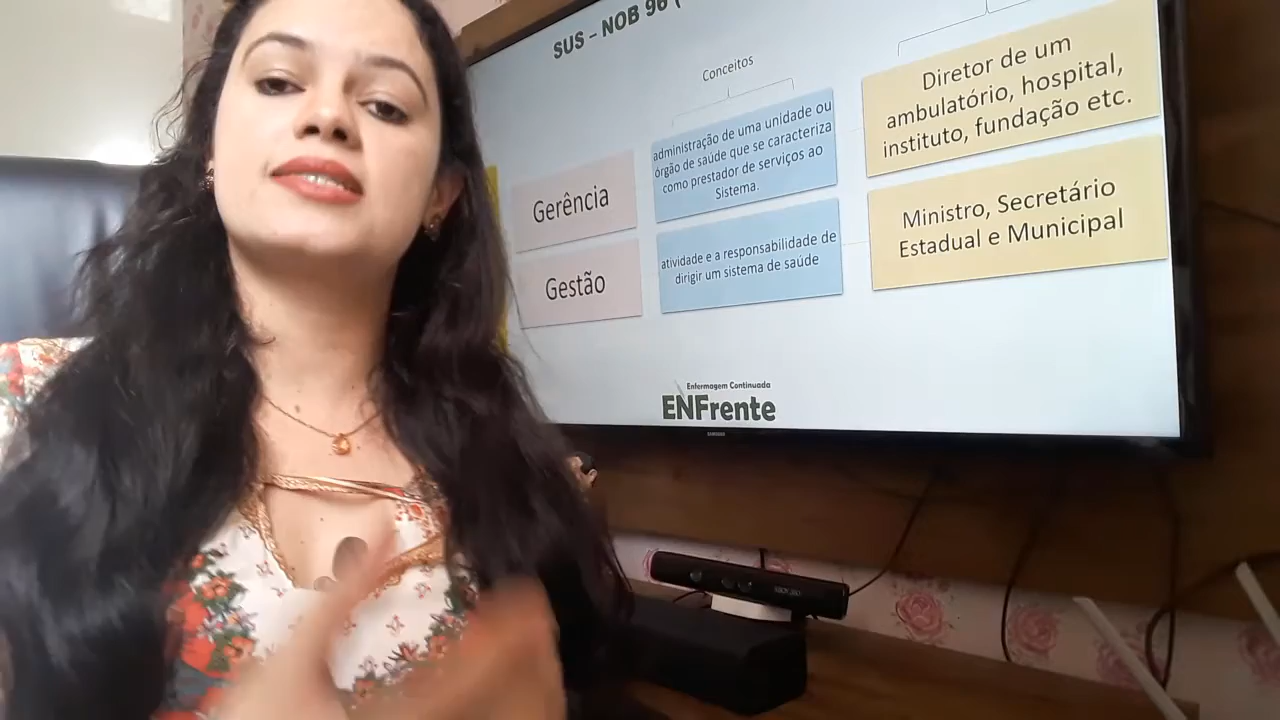 SUS – NOB 96 (
Conceitos
Gerência
administração de uma unidade ou
órgão de saúde que se caracteriza
como prestador de serviços ao
Sistema.
Diretor de um
ambulatório, hospital,
instituto, fundação etc.
Gestão
atividade e a responsabilidade de
dirigir um sistema de saúde
Ministro, Secretário
Estadual e Municipal
Enfermagem Continuada
ENFrente
SAMSUNG
XBOX 360